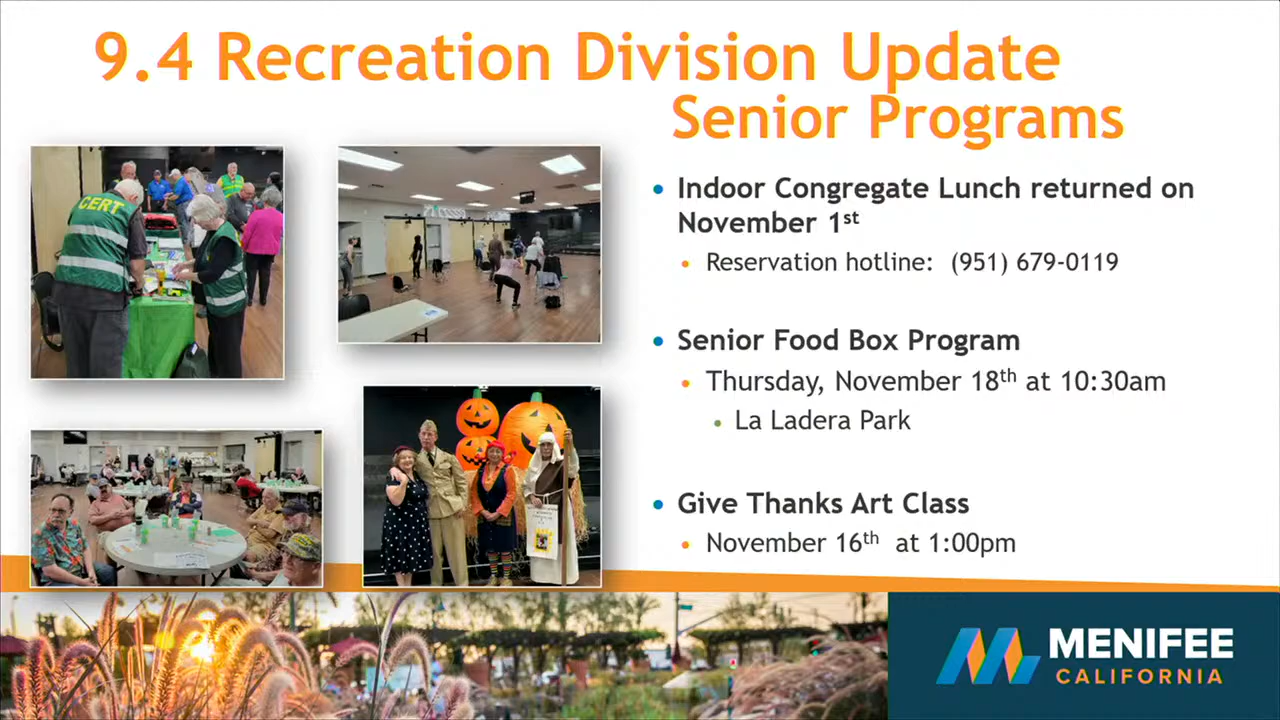 9.4 Recreation Division Update
Senior Programs
CERT
• Indoor Congregate Lunch returned on
November 1st
• Reservation hotline: (951) 679-0119
• Senior Food Box Program
• Thursday, November 18th at 10:30am
• La Ladera Park
• Give Thanks Art Class
• November 16th at 1:00pm
MENIFEE
CALIFORNIA